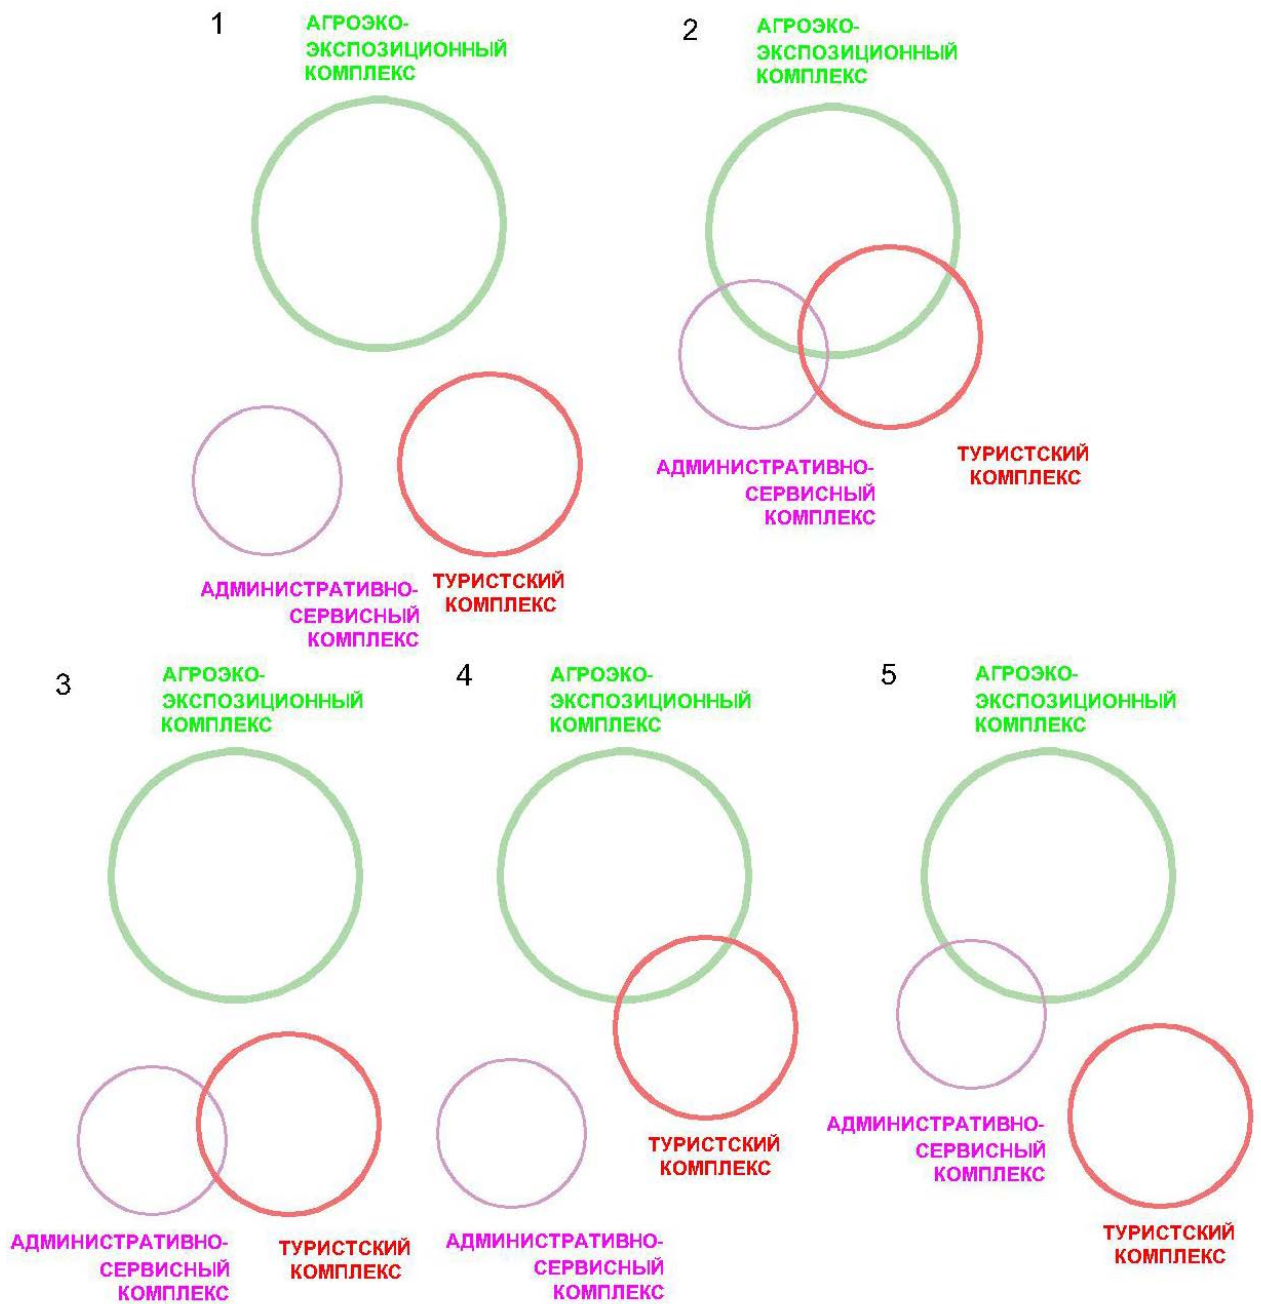 1
АГРОЭКО-
ЭКСПОЗИЦИОННЫЙ
КОМПЛЕКС
АДМИНИСТРАТИВНО-
СЕРВИСНЫЙ
КОМПЛЕКС
ТУРИСТСКИЙ
КОМПЛЕКС
2
АГРОЭКО-
ЭКСПОЗИЦИОННЫЙ
КОМПЛЕКС
АДМИНИСТРАТИВНО-
СЕРВИСНЫЙ
КОМПЛЕКС
ТУРИСТСКИЙ
КОМПЛЕКС
3
АГРОЭКО-
ЭКСПОЗИЦИОННЫЙ
КОМПЛЕКС
АДМИНИСТРАТИВНО-
СЕРВИСНЫЙ
КОМПЛЕКС
ТУРИСТСКИЙ
КОМПЛЕКС
4
АГРОЭКО-
ЭКСПОЗИЦИОННЫЙ
КОМПЛЕКС
ТУРИСТСКИЙ
КОМПЛЕКС
АДМИНИСТРАТИВНО-
СЕРВИСНЫЙ
КОМПЛЕКС
5
АГРОЭКО-
ЭКСПОЗИЦИОННЫЙ
КОМПЛЕКС
АДМИНИСТРАТИВНО-
СЕРВИСНЫЙ
КОМПЛЕКС
ТУРИСТСКИЙ
КОМПЛЕКС